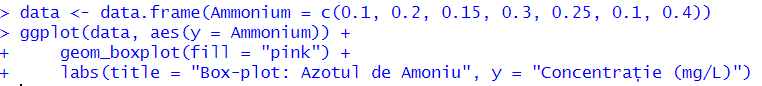 > data <- data.frame(Ammonium = c(0.1, 0.2, 0.15, 0.3, 0.25, 0.1, 0.4))
> ggplot(data, aes(y = Ammonium)) +
+     geom_boxplot(fill = "pink") +
+     labs(title = "Box-plot: Azotul de Amoniu", y = "Concentrație (mg/L)")